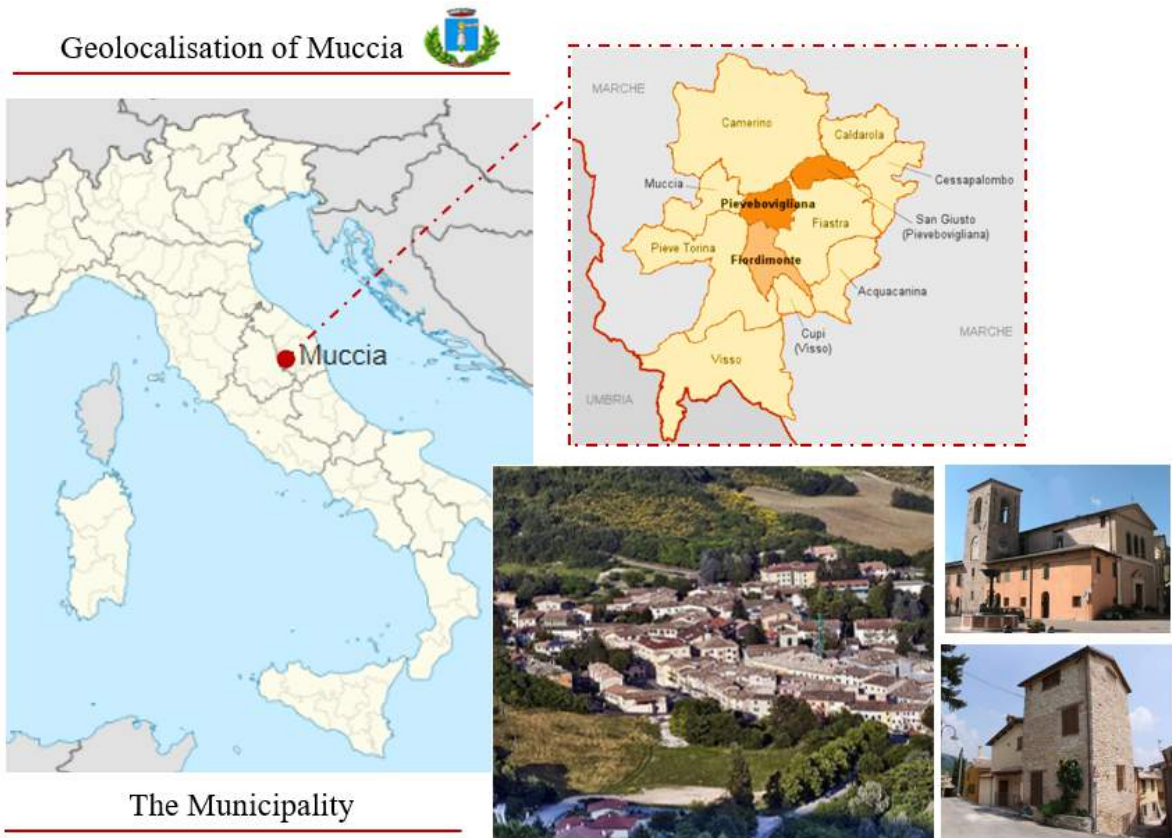 Geolocalisation of Muccia
Muccia
MARCHE
Camerino
Caldarola
Cessapalombo
Muccia
Pievebovigliana
San Giusto
(Pievebovigliana)
Fiastra
Pieve Torina
Fiordimonte
Acquacanina
Cupi
(Visso)
MARCHE
Visso
UMBRIA
The Municipality